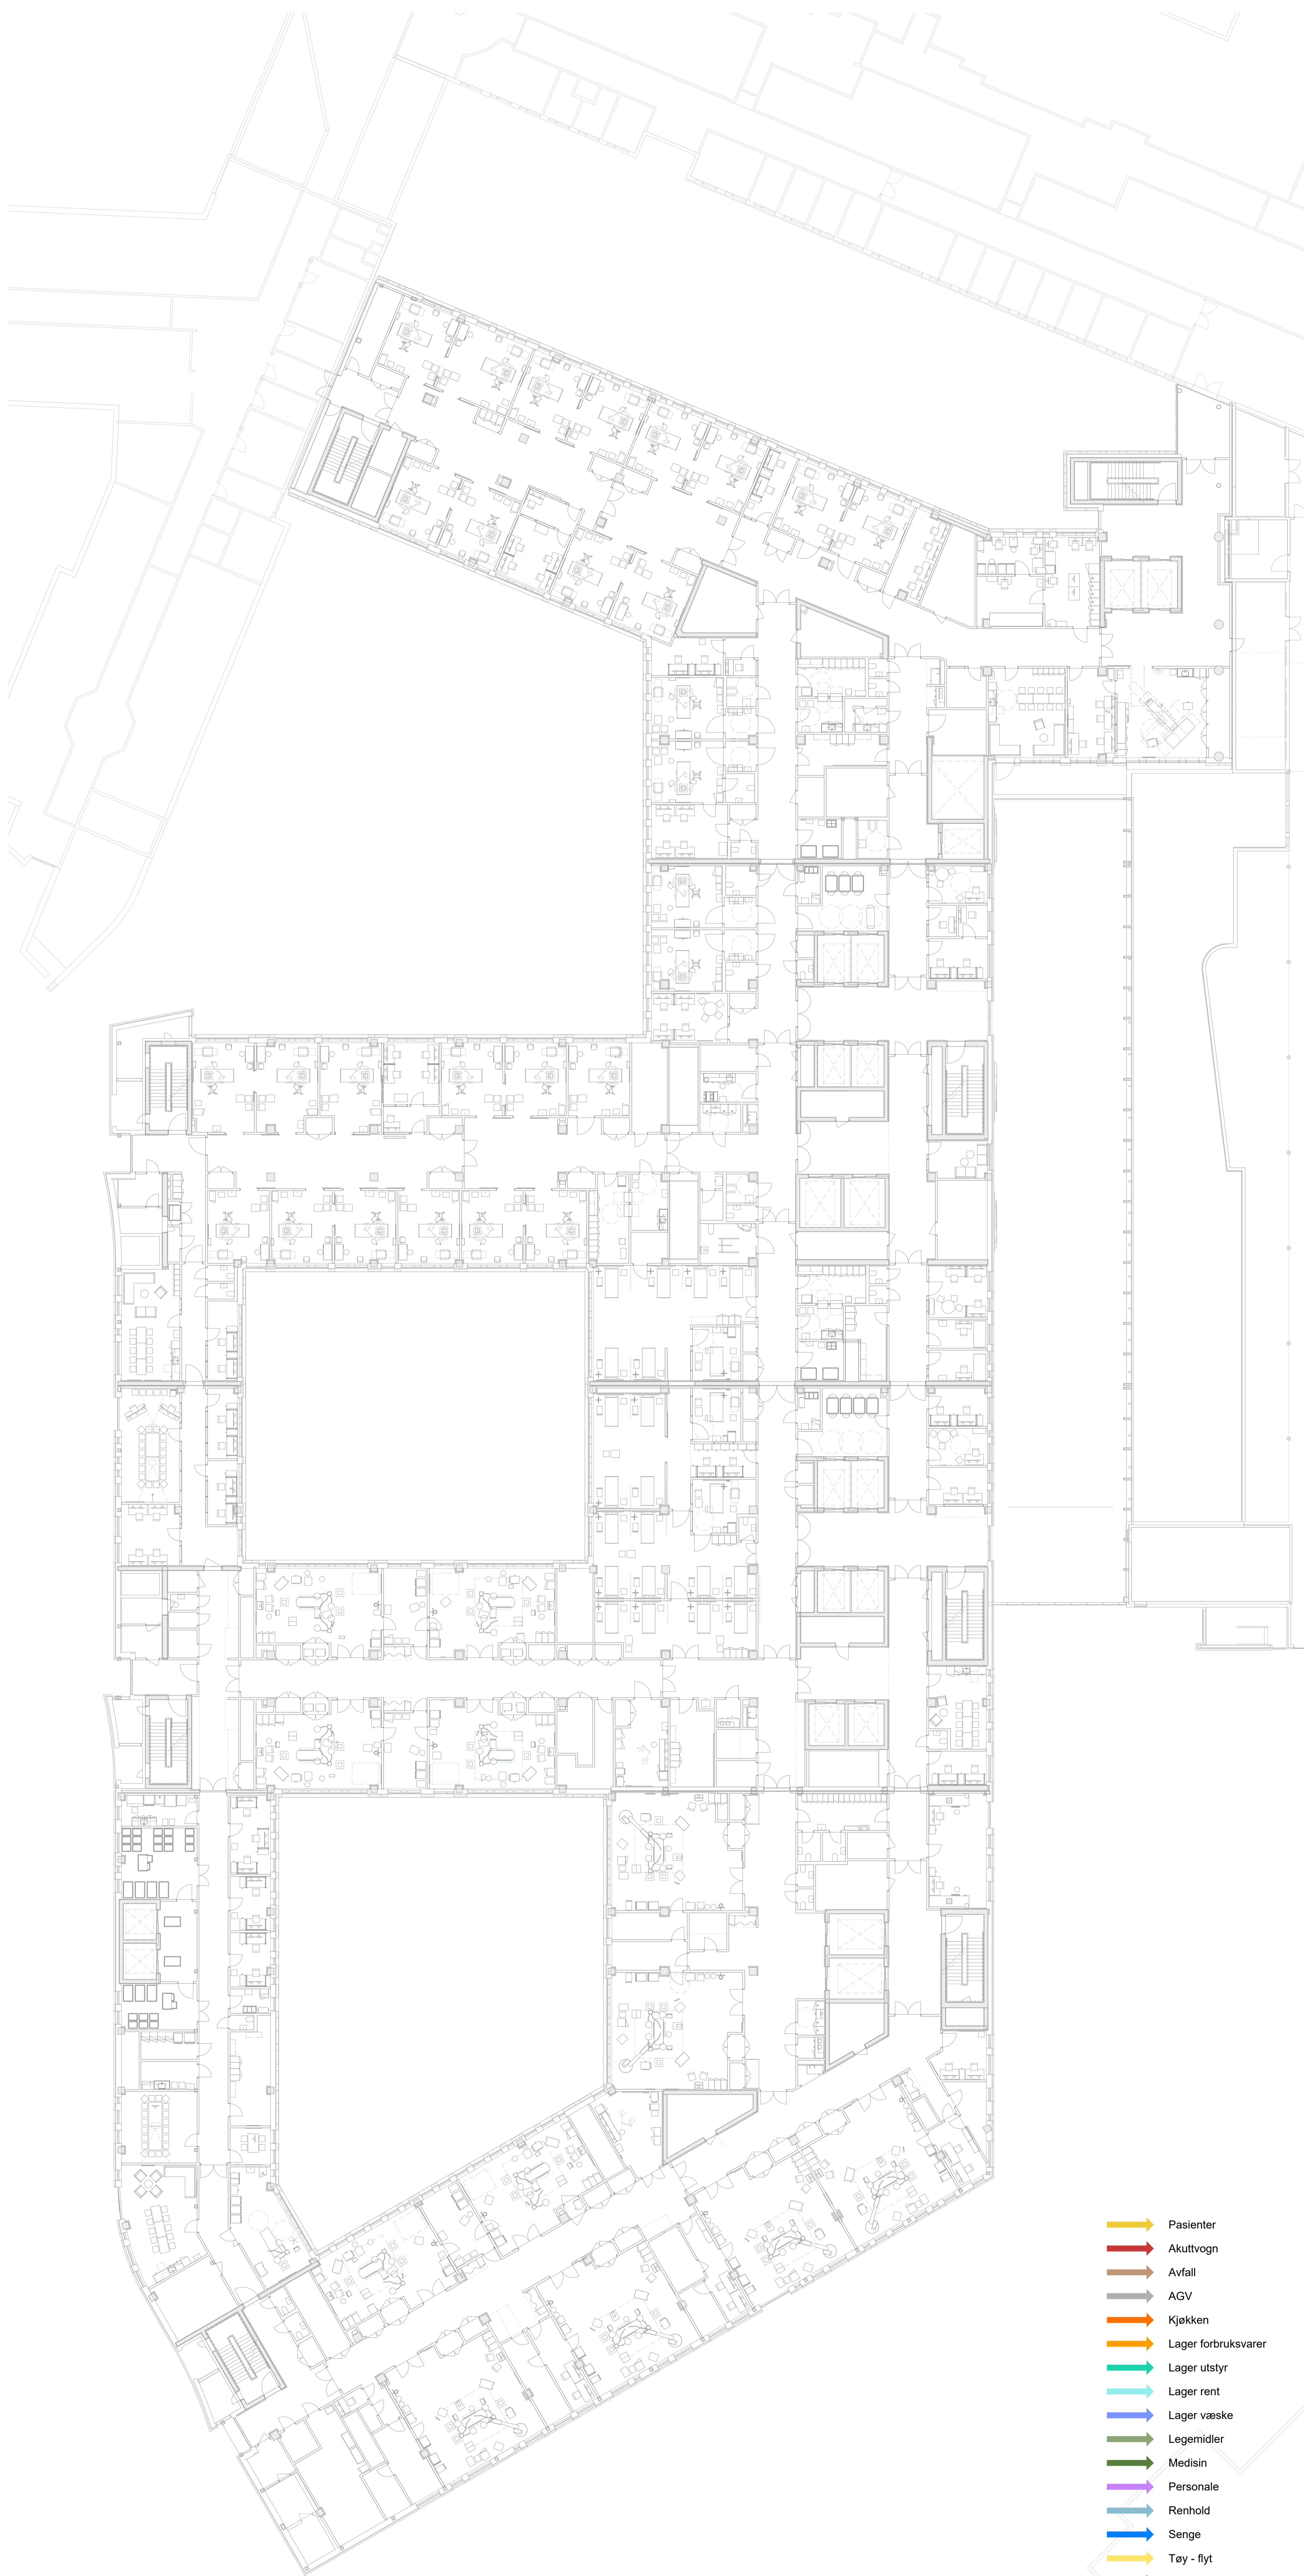 Pasienter
Akuttvogn
Avfall
AGV
Kjøkken
Lager forbruksvarer
Lager utstyr
Lager rent
Lager væske
Legemidler
Medisin
Personale
Renhold
Senge
Tøy - flyt